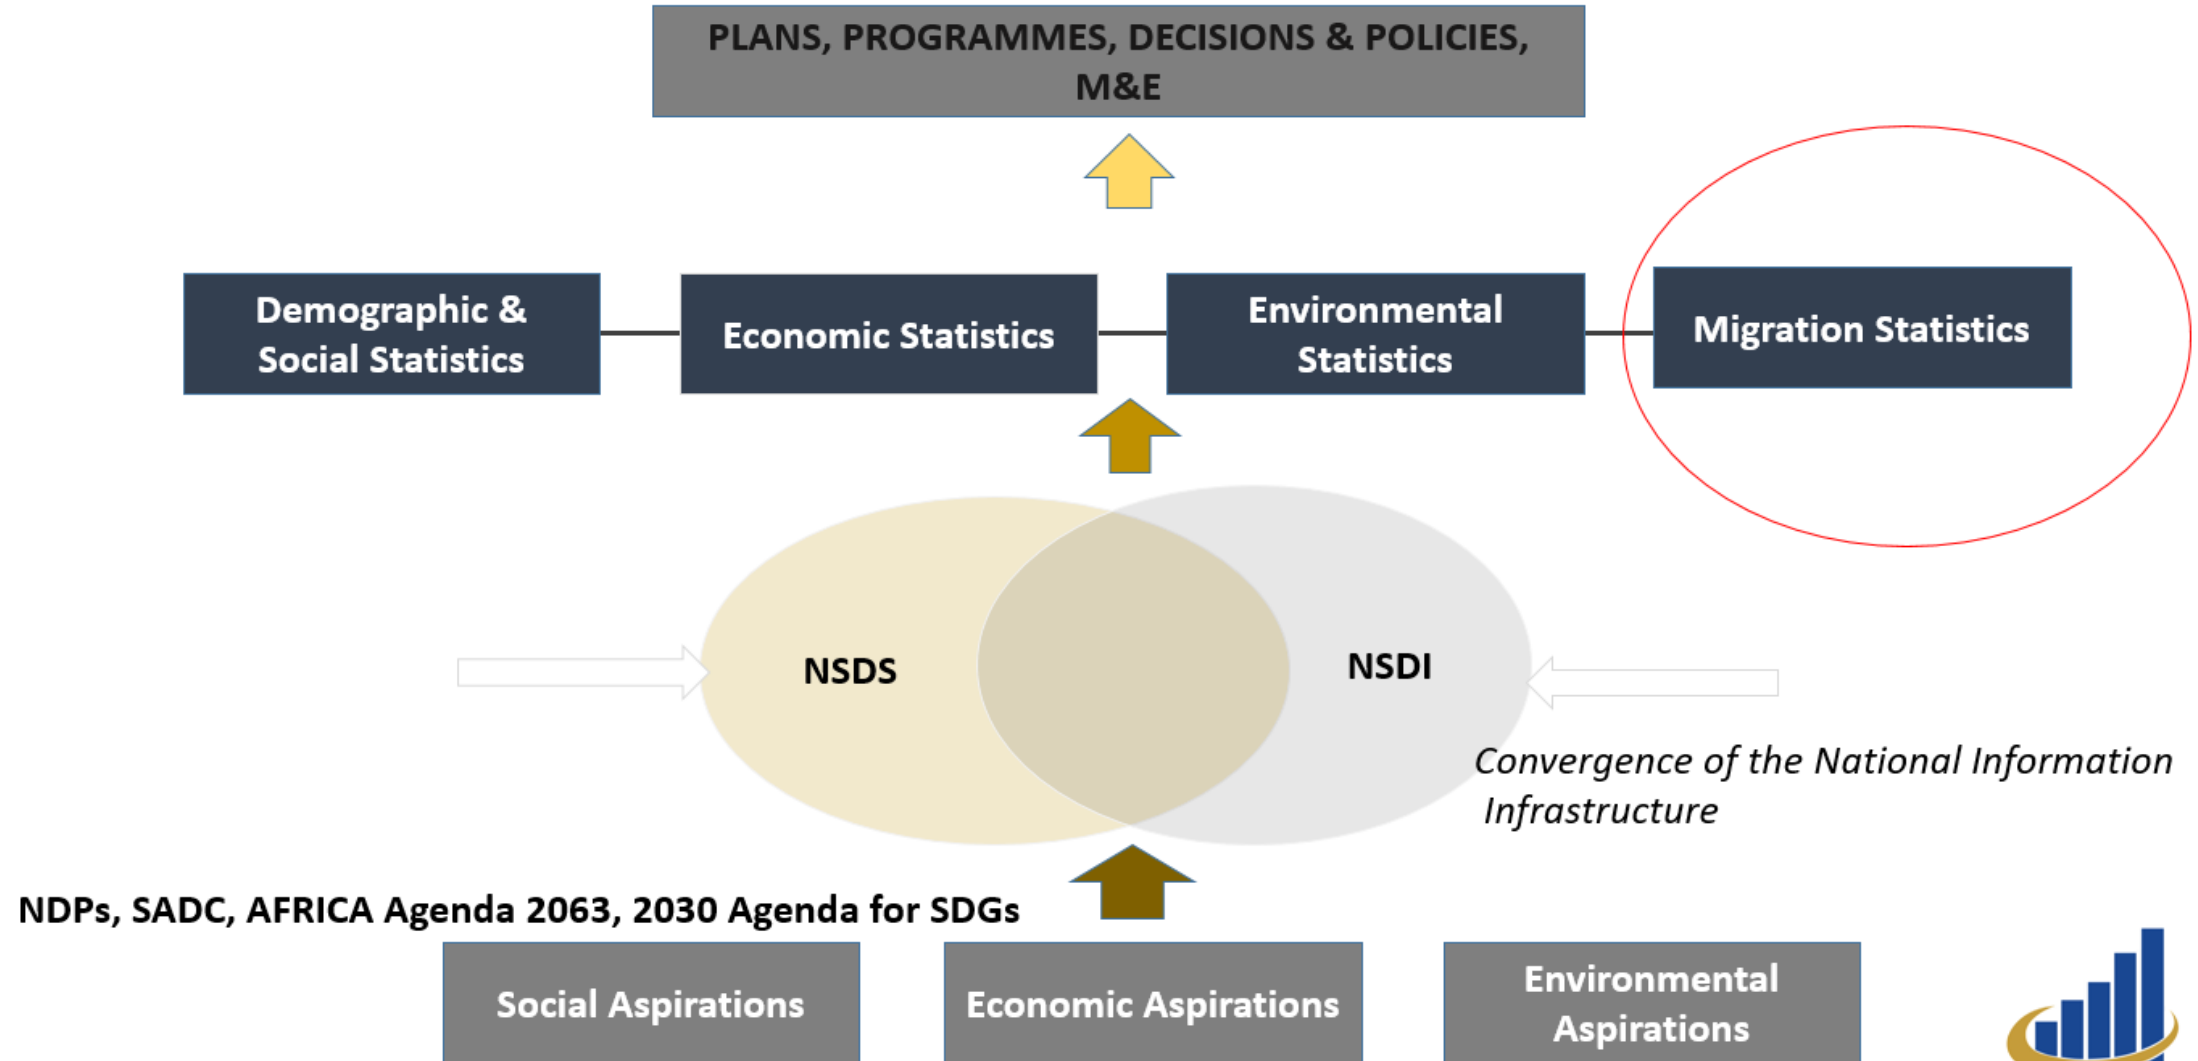 PLANS, PROGRAMMES, DECISIONS & POLICIES,
M&E
Demographic &
Social Statistics
Economic Statistics
Environmental
Statistics
Migration Statistics
NSDS
NSDI
Convergence of the National Information
Infrastructure
NDPs, SADC, AFRICA Agenda 2063, 2030 Agenda for SDGs
Social Aspirations
Economic Aspirations
Environmental
Aspirations